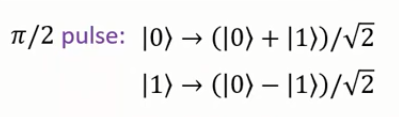 π/2 pulse: |0⟩ → (|0⟩ + |1⟩)/√2
|1⟩ → (|0⟩ − |1⟩)/√2